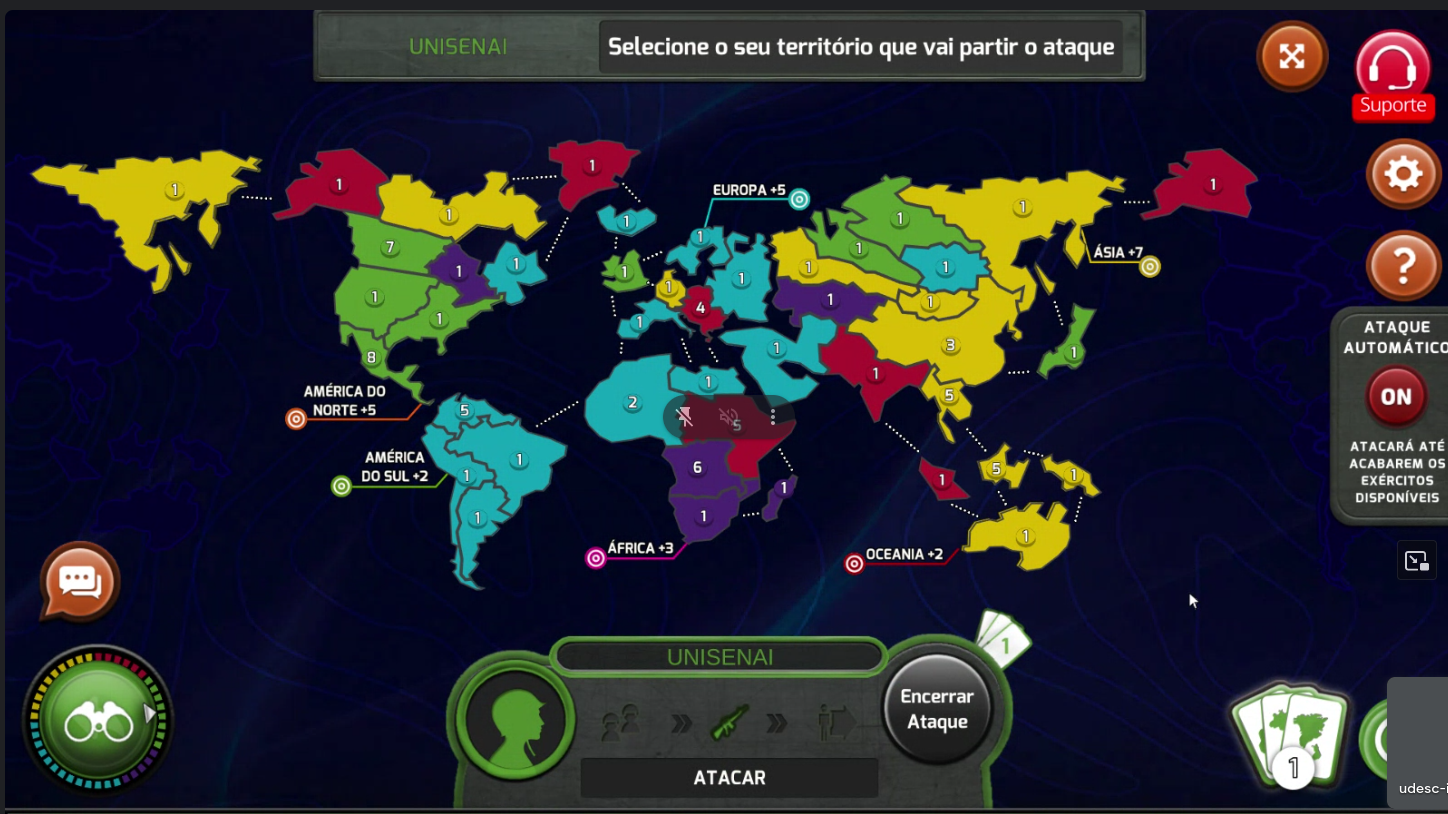 UNISENAI
Selecione o seu território que vai partir o ataque
Suporte
1
1
1
1
EUROPA +5
1
1
1
1
1
7
1
1
1
1
1
1
1
ÁSIA +7
1
1
1
1
1
1
4
1
1
1
1
3
1
8
1
1
1
AMÉRICA DO
NORTE +5
5
2
5
5
ATAQUE
AUTOMÁTICO
ON
ATACARÁ ATÉ
ACABAREM OS
EXÉRCITOS
DISPONÍVEIS
AMÉRICA
DO SUL +2
1
1
6
1
1
5
1
1
1
1
ÁFRICA +3
OCEANIA +2
UNISENAI
1
Encerrar
Ataque
ATACAR
1
udesc-i